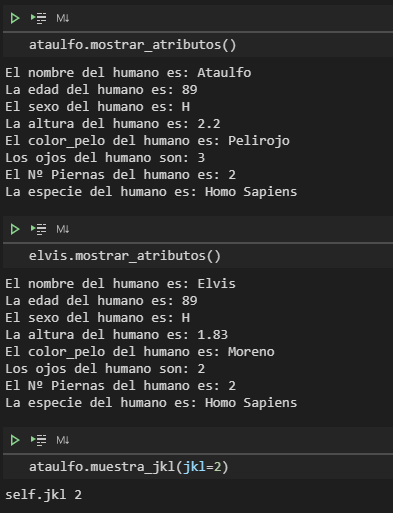 M↓
ataulfo.mostrar_atributos()
El nombre del humano es: Ataulfo
La edad del humano es: 89
El sexo del humano es: H
La altura del humano es: 2.2
El color_pelo del humano es: Pelirojo
Los ojos del humano son: 3
El Nº Piernas del humano es: 2
La especie del humano es: Homo Sapiens
M↓
elvis.mostrar_atributos()
El nombre del humano es: Elvis
La edad del humano es: 89
El sexo del humano es: H
La altura del humano es: 1.83
El color_pelo del humano es: Moreno
Los ojos del humano son: 2
El Nº Piernas del humano es: 2
La especie del humano es: Homo Sapiens
M↓
ataulfo.muestra_jkl(jkl=2)
self.jkl 2